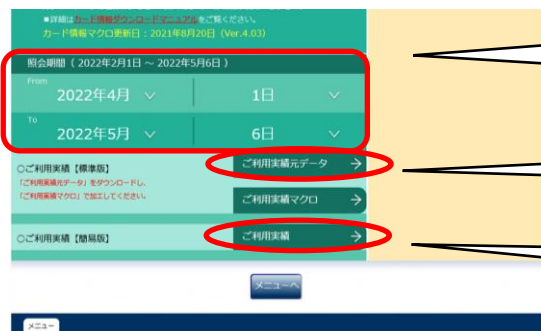 ■詳細はカード情報ダウンロードマニュアルをご覧ください。
カード情報マクロ更新日：2021年8月20日（Ver.4.03）
照会期間（ 2022年2月1日 ～ 2022年5月6日 ）
From
2022年4月 1日
To
2022年5月 6日
○ご利用実績【標準版】
「ご利用実績元データ」をダウンロードし、
「ご利用実績マクロ」で加工してください。
ご利用実績元データ →
ご利用実績マクロ →
○ご利用実績【簡易版】
ご利用実績 →
メニューへ
メニュー